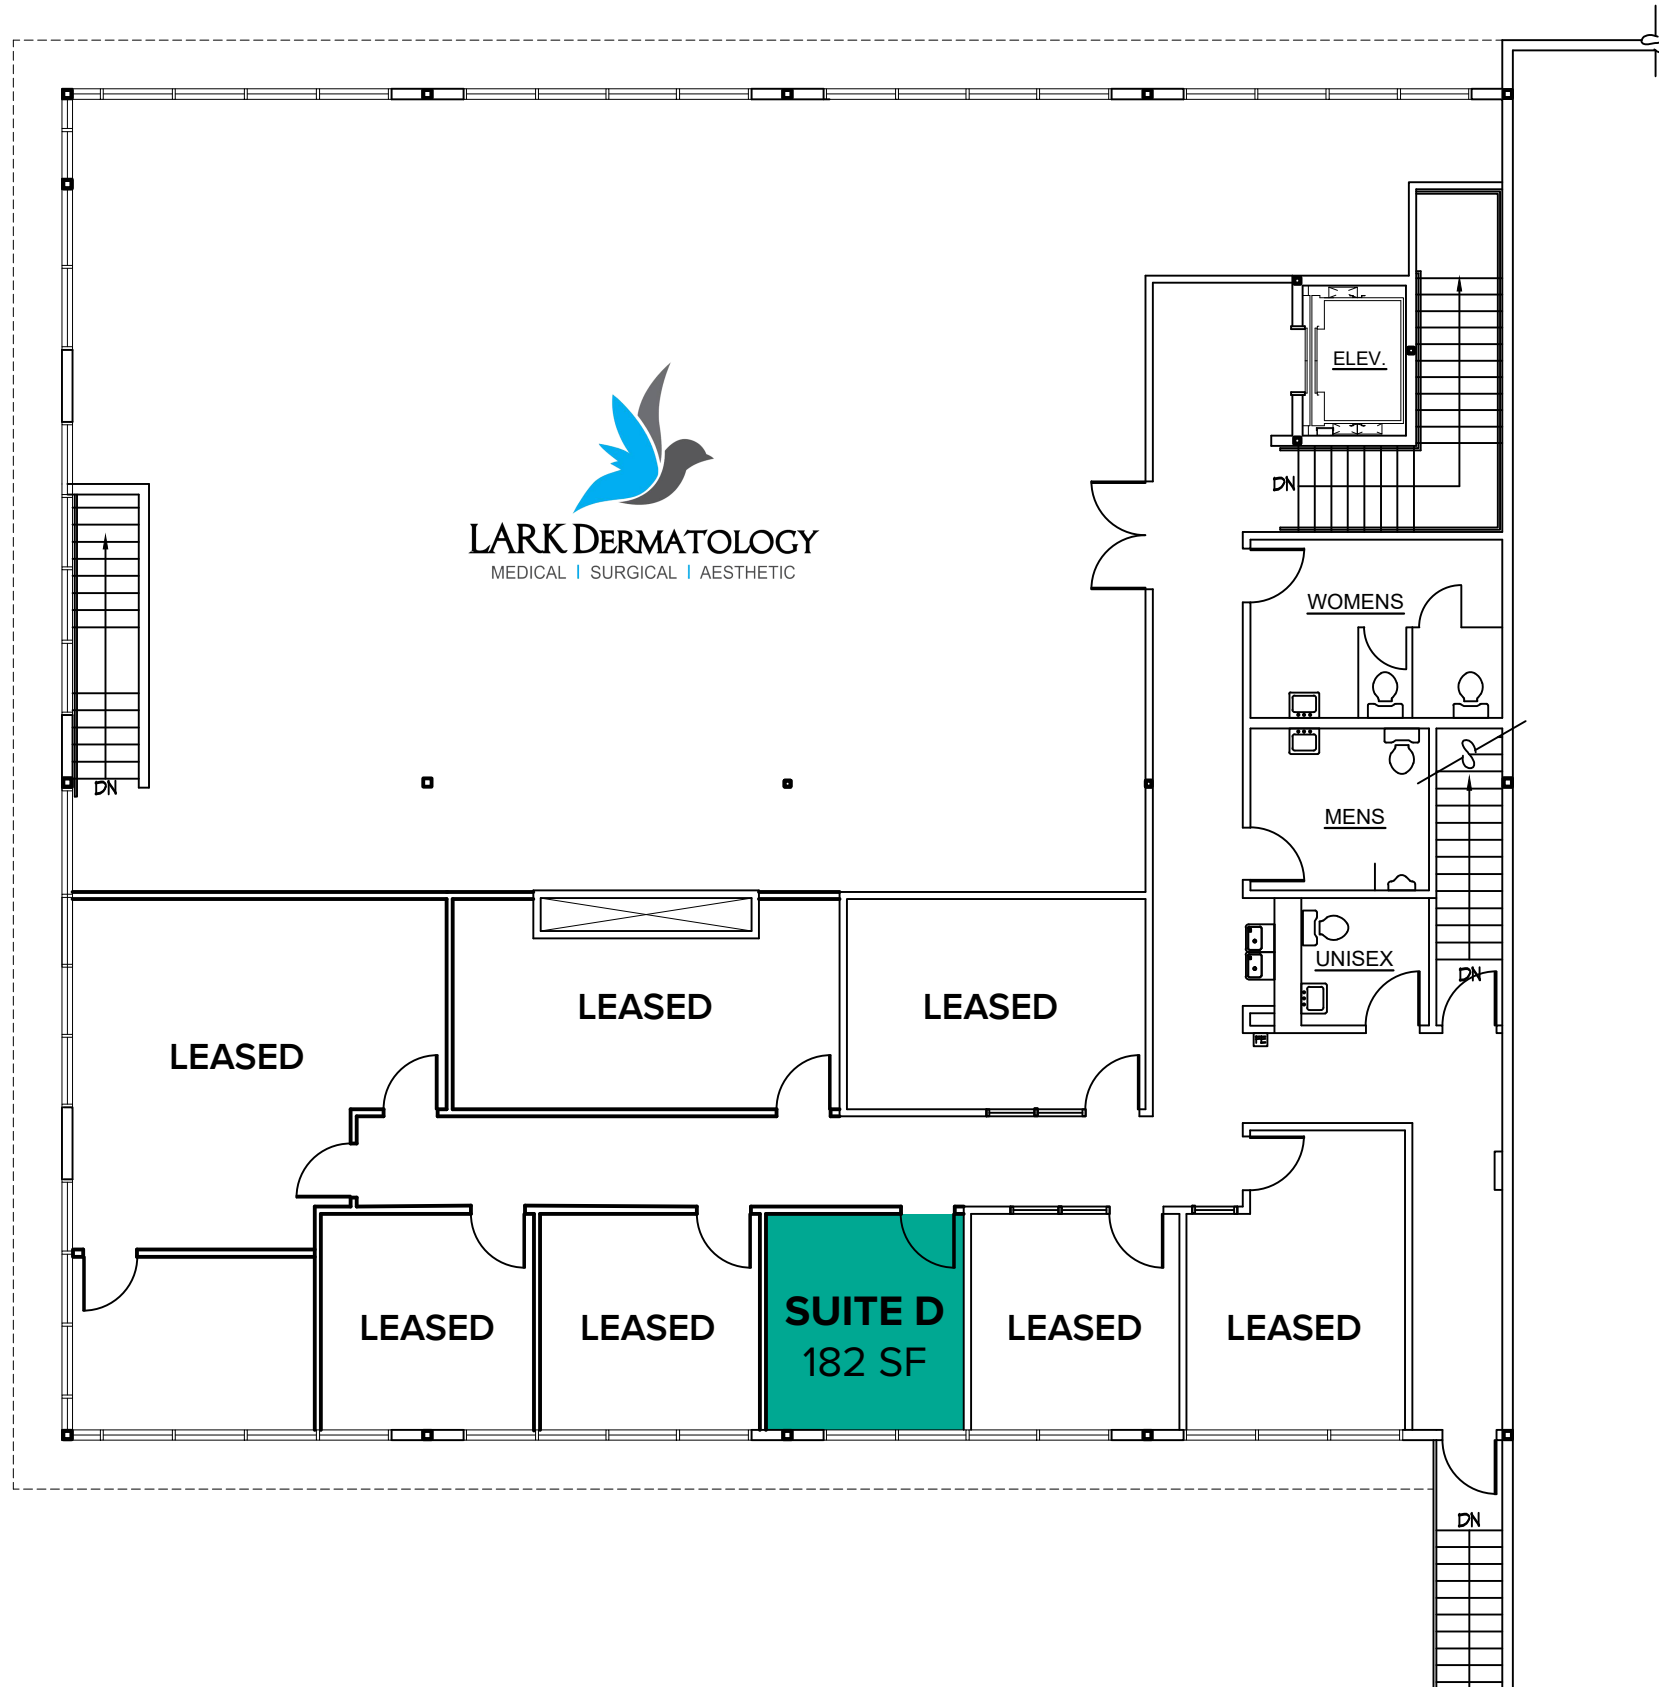 ELEV.
DN
LARK DERMATOLOGY
MEDICAL | SURGICAL | AESTHETIC
WOMENS
DN
MENS
UNISEX
DN
LEASED
LEASED
LEASED
FE
LEASED
LEASED
SUITE D
182 SF
LEASED
LEASED
DN